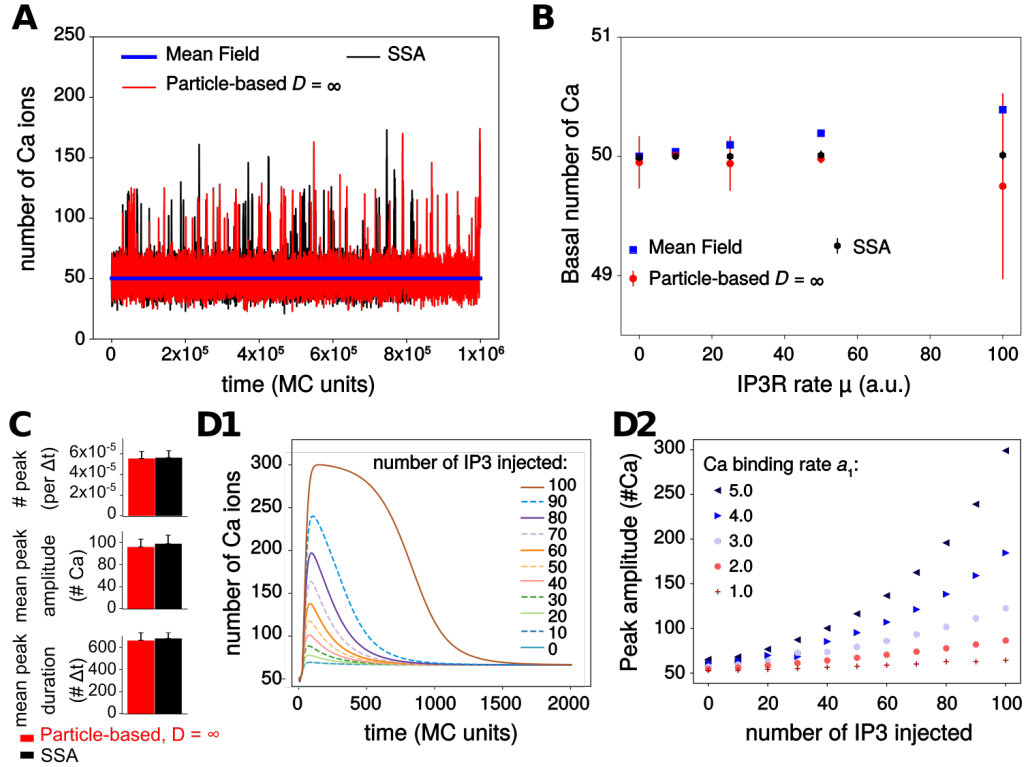 A
250
200
150
100
50
0
number of Ca ions
Mean Field
SSA
Particle-based D = ∞
0
2x10⁵
4x10⁵
6x10⁵
8x10⁵
1x10⁶
time (MC units)
B
51
50
49
Basal number of Ca
Mean Field
SSA
Particle-based D = ∞
0
20
40
60
80
100
IP3R rate μ (a.u.)
C
# peak
(per Δt)
6x10⁻⁵
4x10⁻⁵
2x10⁻⁵
0
mean peak
amplitude
(# Ca)
100
80
40
0
mean peak
duration
(# Δt)
600
400
200
0
Particle-based, D = ∞
SSA
D1
300
250
200
150
100
50
number of Ca ions
number of IP3 injected:
100
90
80
70
60
50
40
30
20
10
0
0
500
1000
1500
2000
time (MC units)
D2
300
250
200
150
100
50
Peak amplitude (#Ca)
Ca binding rate a₁:
5.0
4.0
3.0
2.0
1.0
0
20
40
60
80
100
number of IP3 injected